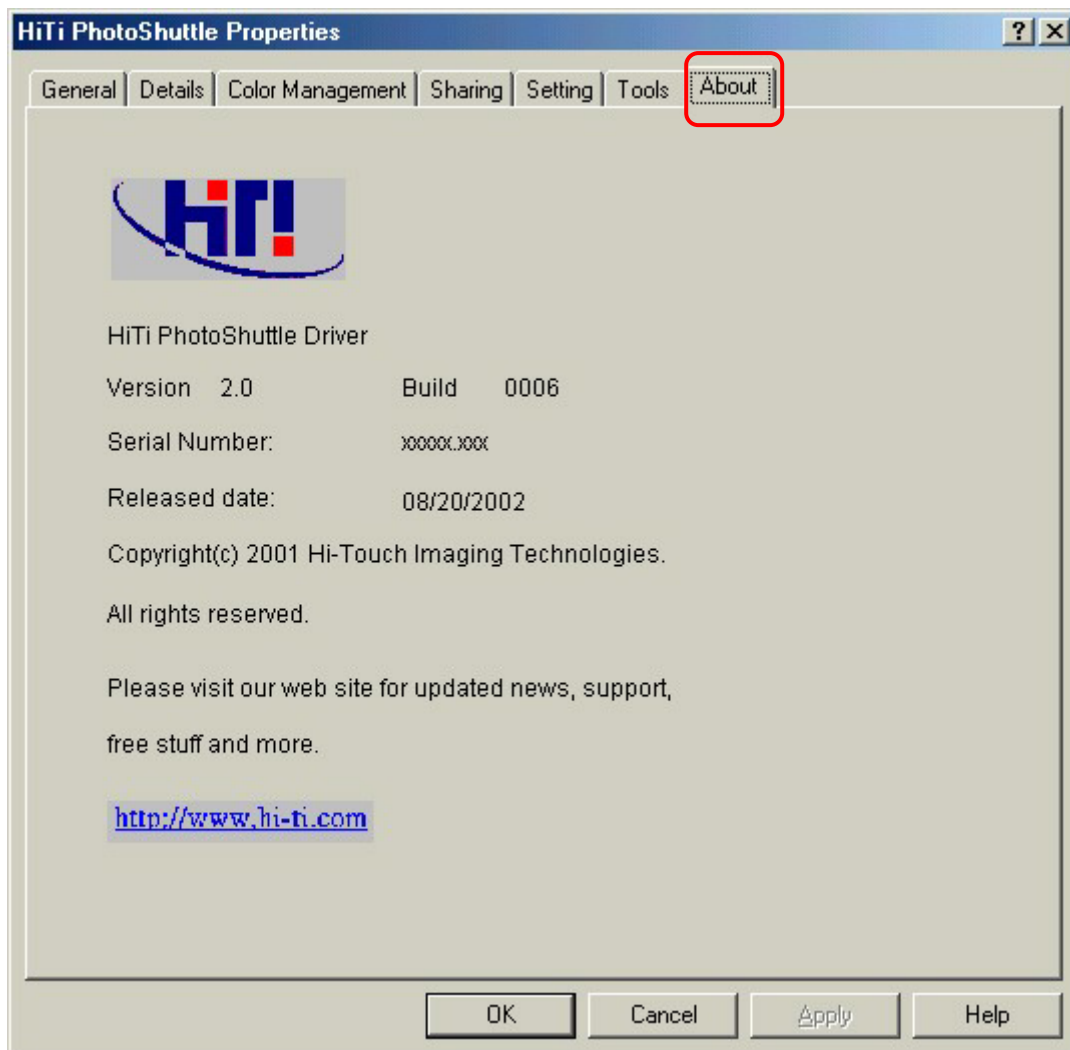 HiTi PhotoShuttle Properties
General Details Color Management Sharing Setting Tools About
HiTi
HiTi PhotoShuttle Driver
Version 2.0 Build 0006
Serial Number: xxxxxx.xxx
Released date: 08/20/2002
Copyright(c) 2001 Hi-Touch Imaging Technologies.
All rights reserved.
Please visit our web site for updated news, support,
free stuff and more.
http://www.hi-ti.com
OK Cancel Apply Help